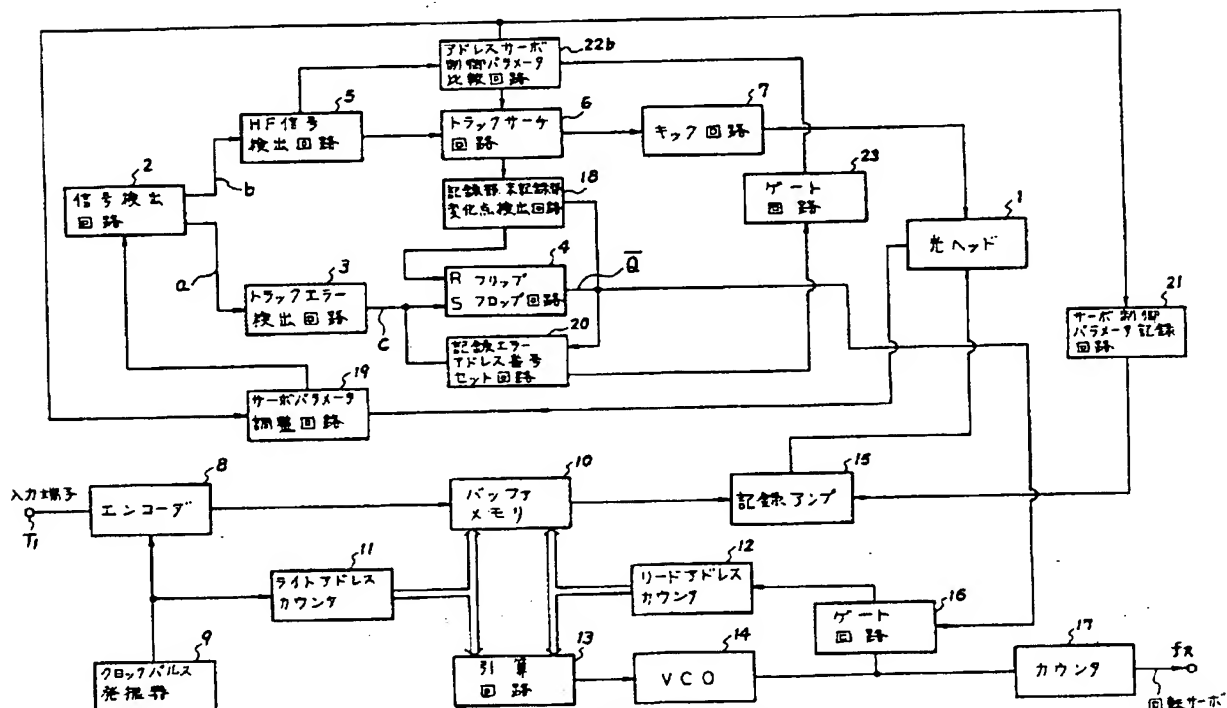 アドレスサーボ
制御パラメータ
比較回路
22b
HF信号
検出回路
5
トラックサーチ
回路
6
キック回路
7
信号検出
回路
2
b
a
記録部、未記録部
変化点検出回路
18
ゲート
回路
23
光ヘッド
1
トラックエラー
検出回路
3
C
R フリップ
S フロップ回路
4
Q
記録エラー
アドレス番号
セット回路
20
サーボ制御
パラメータ記録
回路
21
サーボパラメータ
調整回路
19
入力端子
T1
エンコーダ
8
バッファ
メモリ
10
記録アンプ
15
ライトアドレス
カウンタ
11
リードアドレス
カウンタ
12
ゲート
回路
16
クロックパルス
発振器
9
引算
回路
13
VCO
14
カウンタ
17
fR
回転サーボ